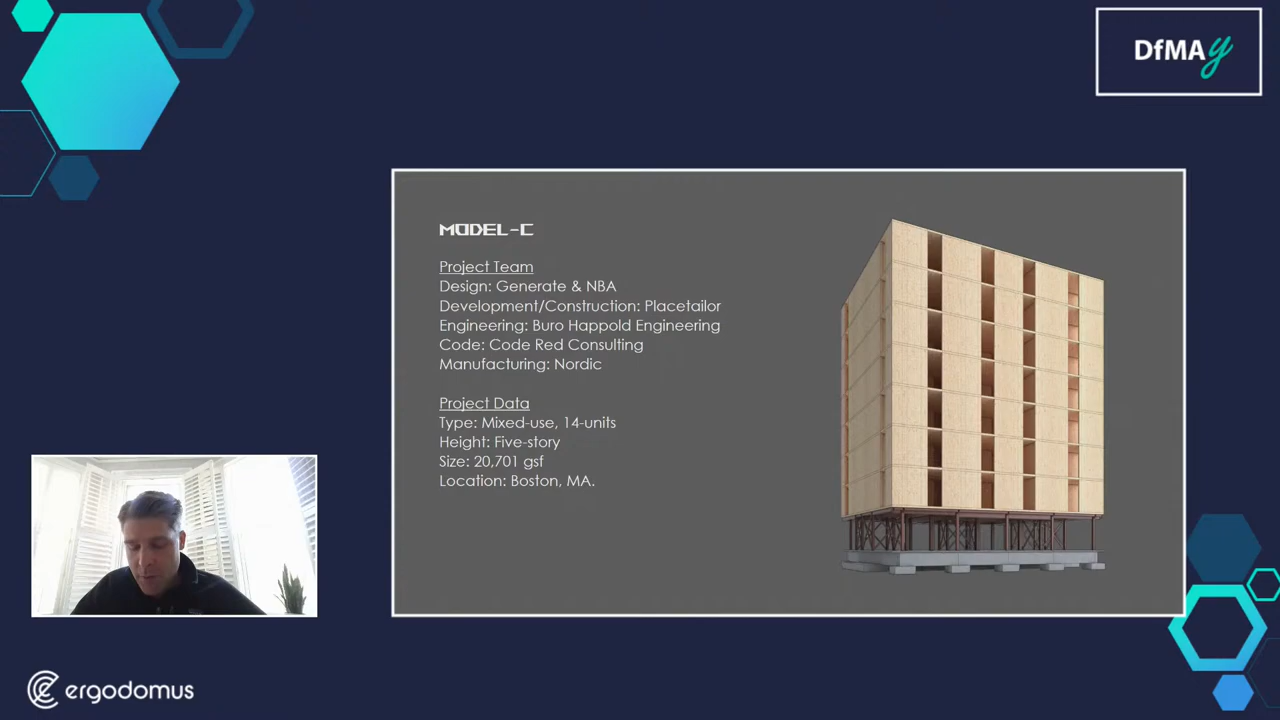 DfMAy
MODEL-C
Project Team
Design: Generate & NBA
Development/Construction: Placetailor
Engineering: Buro Happold Engineering
Code: Code Red Consulting
Manufacturing: Nordic
Project Data
Type: Mixed-use, 14-units
Height: Five-story
Size: 20,701 gsf
Location: Boston, MA.
ergodomus